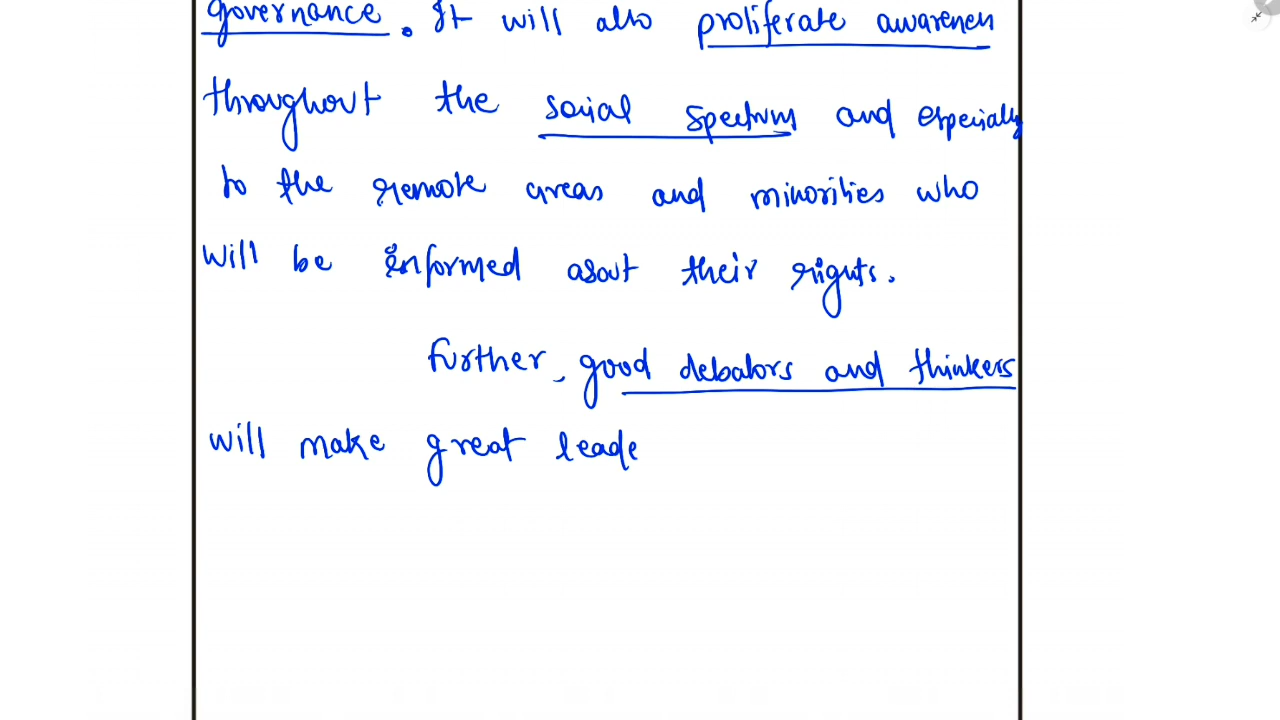 governance. It will also proliferate awareness
throughout the social spectrum and especially
to the remote areas and minorities who
will be informed about their rights.
Further, good debators and thinkers
will make great leade